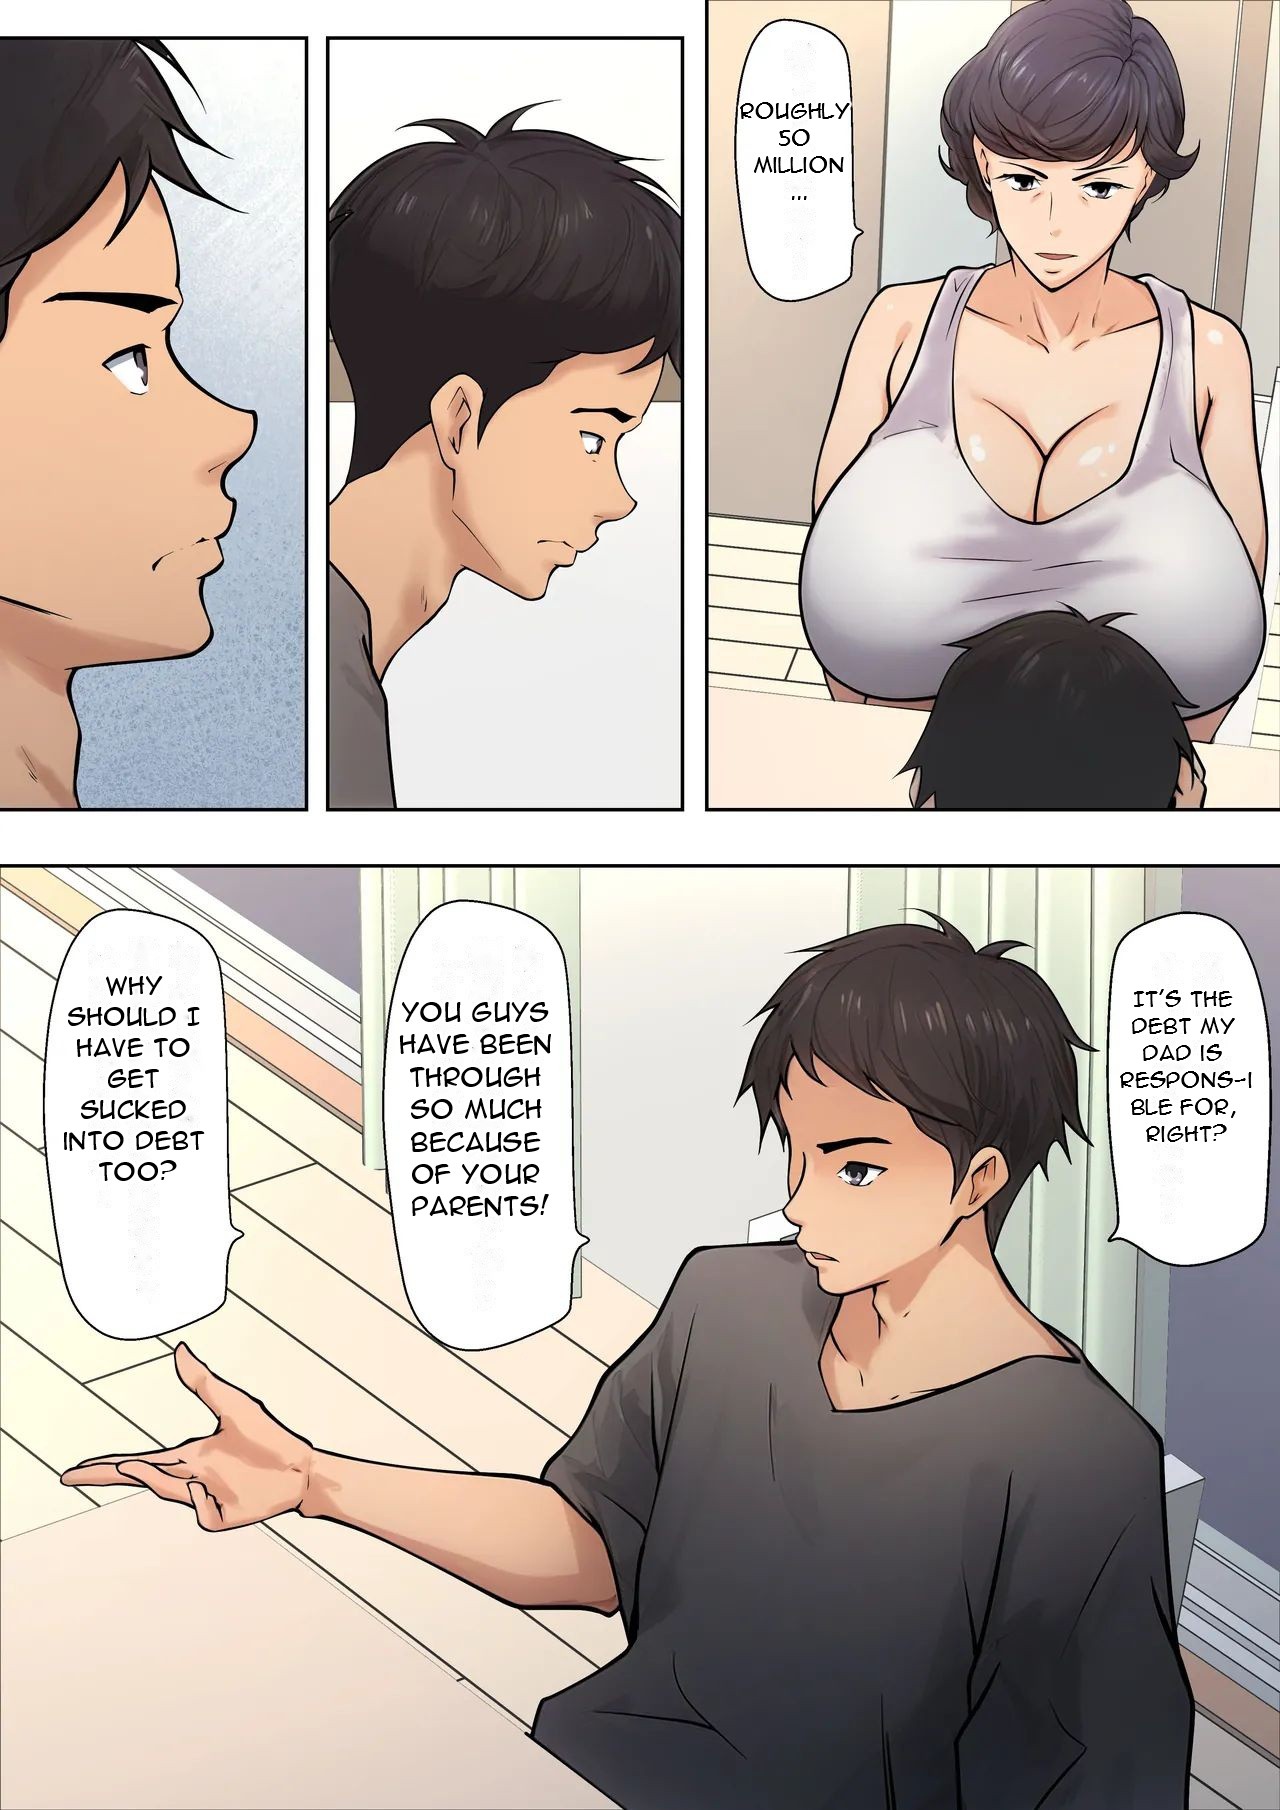 ROUGHLY
50
MILLION
...
IT'S THE
DEBT MY
DAD IS
RESPONS-I
BLE FOR,
RIGHT?
YOU GUYS
HAVE BEEN
THROUGH
SO MUCH
BECAUSE
OF YOUR
PARENTS!
WHY
SHOULD I
HAVE TO
GET
SUCKED
INTO DEBT
TOO?